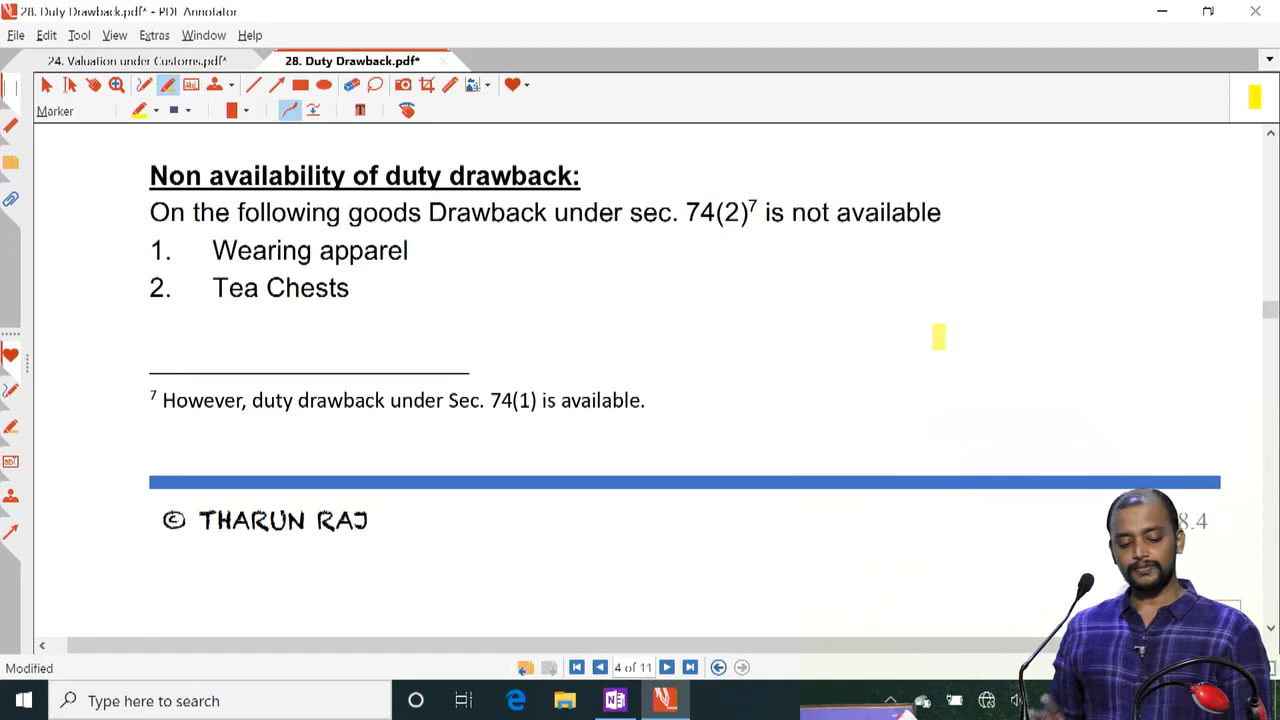 28. Duty Drawback.pdf* - PDF Annotator
File Edit Tool View Extras Window Help
24. Valuation under Customs.pdf* 28. Duty Drawback.pdf*
Marker
Non availability of duty drawback:
On the following goods Drawback under sec. 74(2)7 is not available
1. Wearing apparel
2. Tea Chests
7 However, duty drawback under Sec. 74(1) is available.
© THARUN RAJ
8.4
Modified 4 of 11
Type here to search